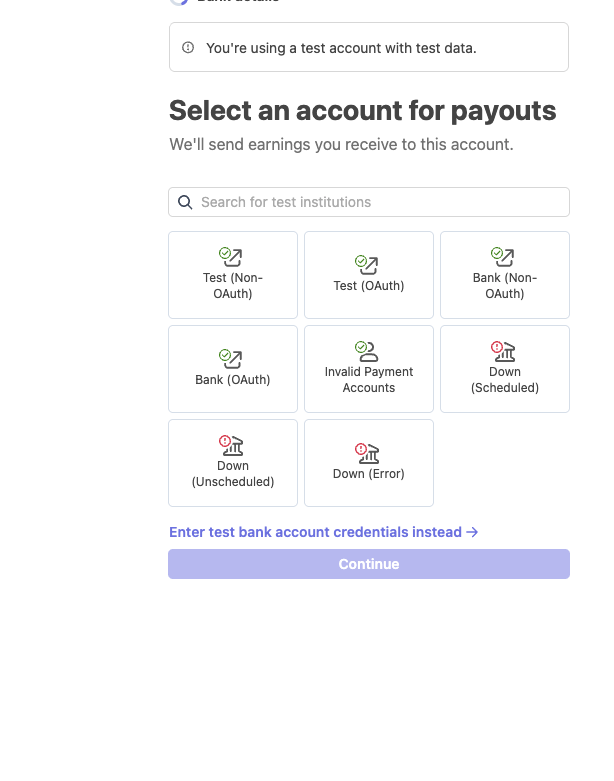 Bank details
You're using a test account with test data.
Select an account for payouts
We'll send earnings you receive to this account.
Search for test institutions
Test (Non-
OAuth)
Test (OAuth)
Bank (Non-
OAuth)
Bank (OAuth)
Invalid Payment
Accounts
Down
(Scheduled)
Down
(Unscheduled)
Down (Error)
Enter test bank account credentials instead →
Continue